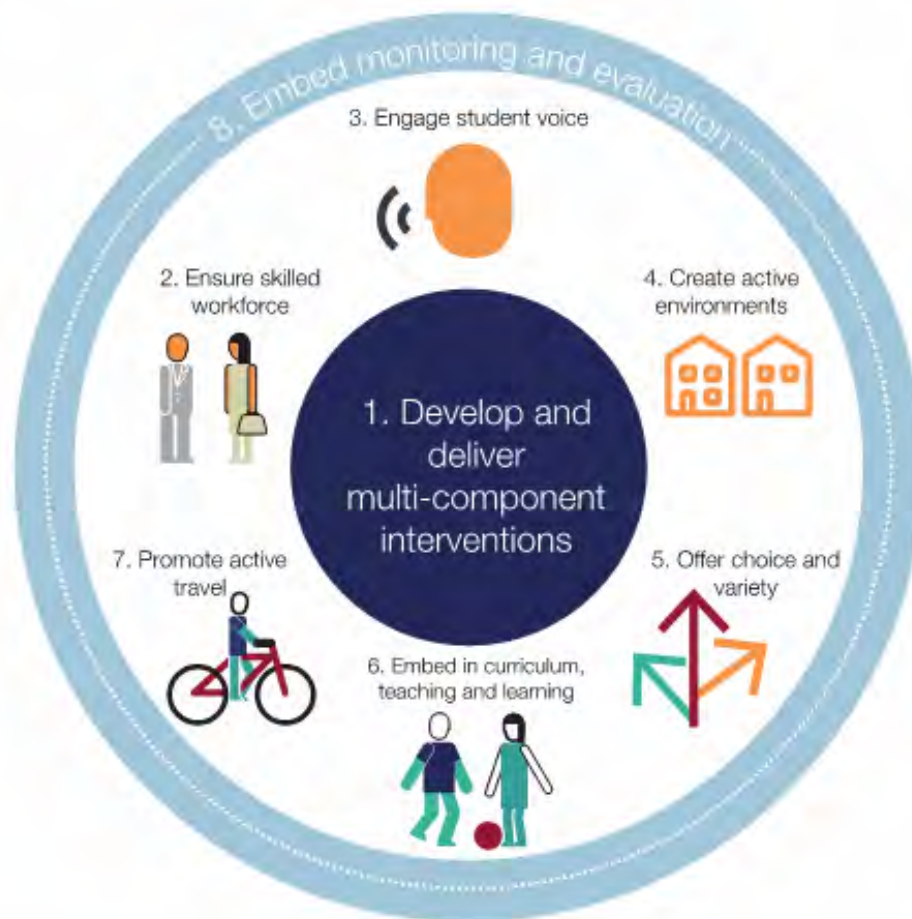 8. Embed monitoring and evaluation
3. Engage student voice
2. Ensure skilled
workforce
4. Create active
environments
1. Develop and
deliver
multi-component
interventions
7. Promote active
travel
5. Offer choice and
variety
6. Embed in curriculum,
teaching and learning